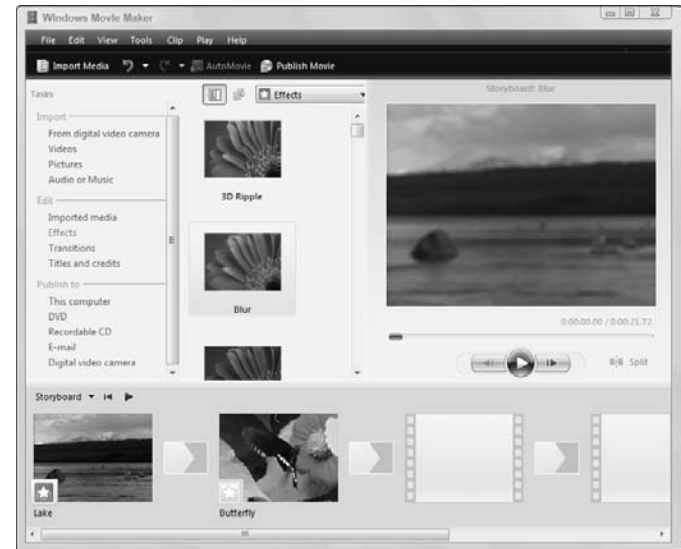 Windows Movie Maker
File Edit View Tools Clip Play Help
Import Media AutoMovie Publish Movie
Tasks
Effects
Storyboard: Blur
Import
From digital video camera
Videos
Pictures
Audio or Music
3D Ripple
Edit
Imported media
Effects
Transitions
Titles and credits
Blur
Publish to
This computer
DVD
Recordable CD
E-mail
Digital video camera
0:00:00.00 / 0:00:21.72
Split
Storyboard
Lake
Butterfly